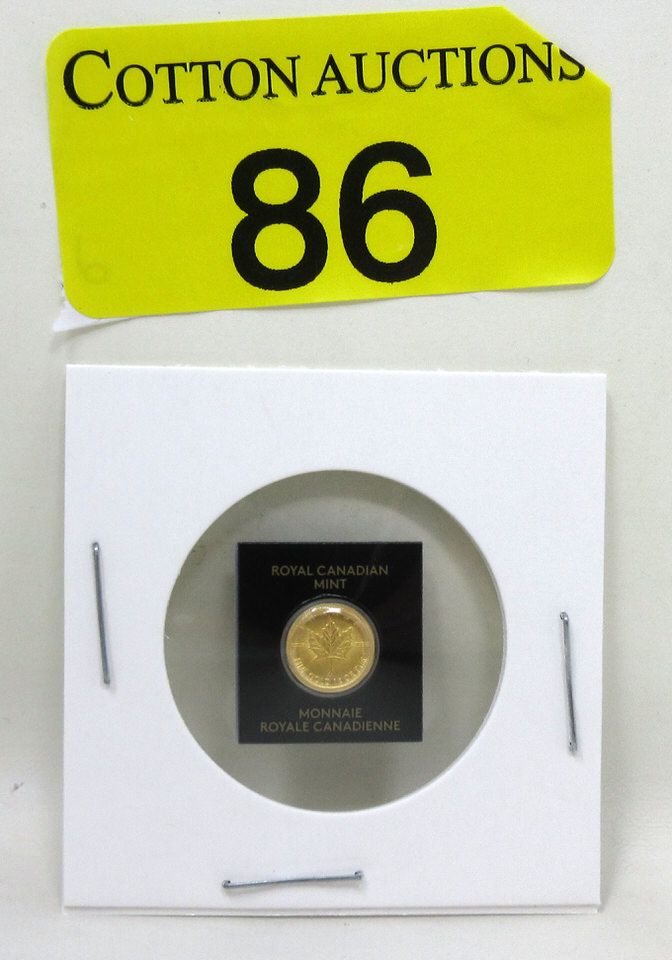 COTTON AUCTIONS
86
ROYAL CANADIAN
MINT
MONNAIE
ROYALE CANADIENNE